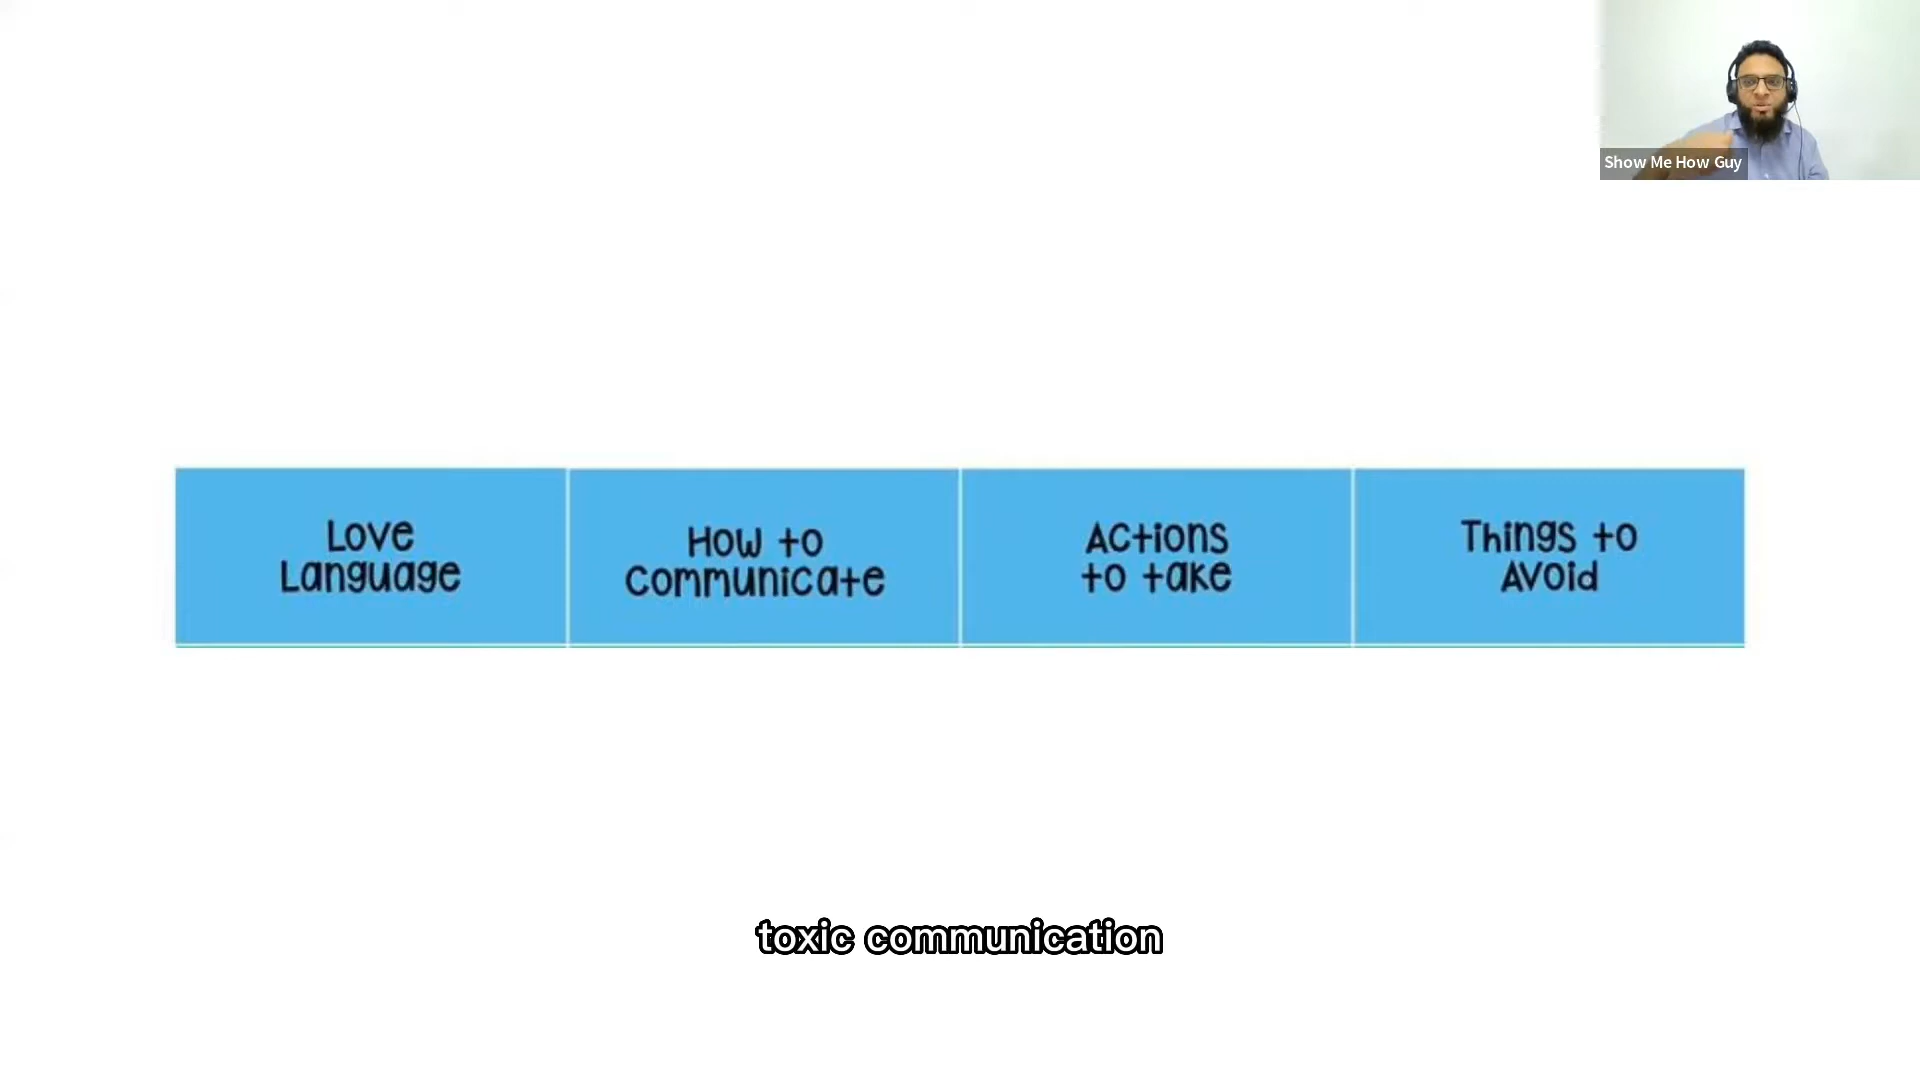 Show Me How Guy
Love
Language
How to
Communicate
Actions
to take
Things to
Avoid
toxic communication